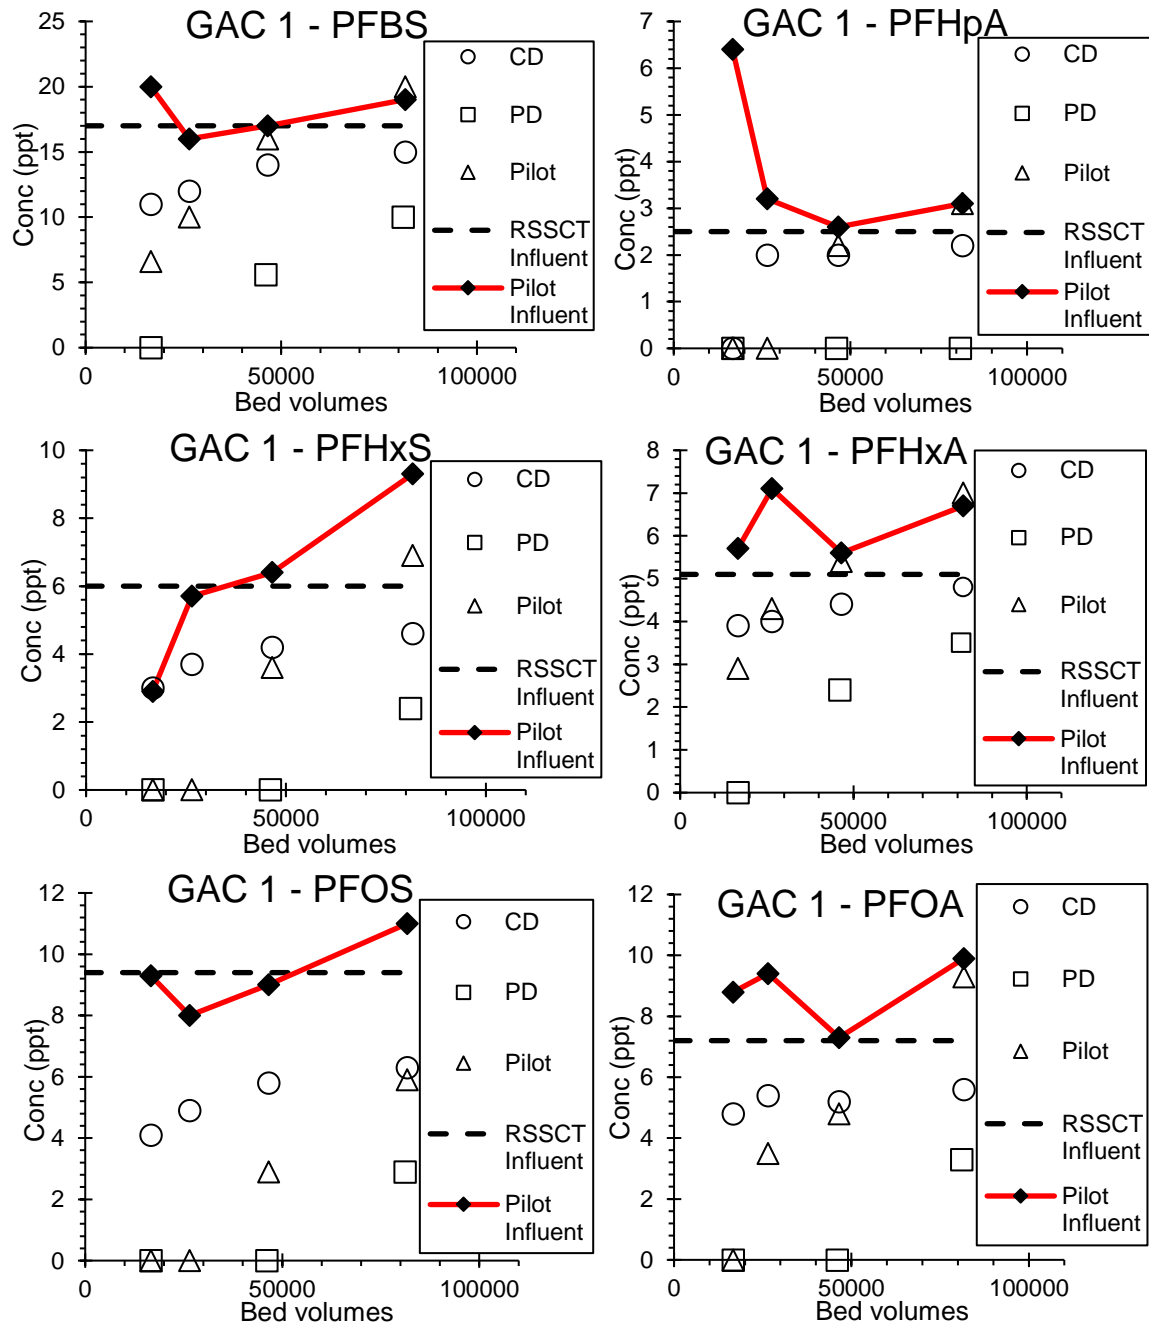 GAC 1 - PFBS
25
20
15
10
5
0
Conc (ppt)
0
50000
100000
Bed volumes
CD
PD
Pilot
RSSCT
Influent
Pilot
Influent
GAC 1 - PFHpA
7
6
5
4
3
2
1
0
Conc (ppt)
0
50000
100000
Bed volumes
CD
PD
Pilot
RSSCT
Influent
Pilot
Influent
GAC 1 - PFHxS
10
8
6
4
2
0
Conc (ppt)
0
50000
100000
Bed volumes
CD
PD
Pilot
RSSCT
Influent
Pilot
Influent
GAC 1 - PFHxA
8
7
6
5
4
3
2
1
0
Conc (ppt)
0
50000
100000
Bed volumes
CD
PD
Pilot
RSSCT
Influent
Pilot
Influent
GAC 1 - PFOS
12
10
8
6
4
2
0
Conc (ppt)
0
50000
100000
Bed volumes
CD
PD
Pilot
RSSCT
Influent
Pilot
Influent
GAC 1 - PFOA
12
10
8
6
4
2
0
Conc (ppt)
0
50000
100000
Bed volumes
CD
PD
Pilot
RSSCT
Influent
Pilot
Influent